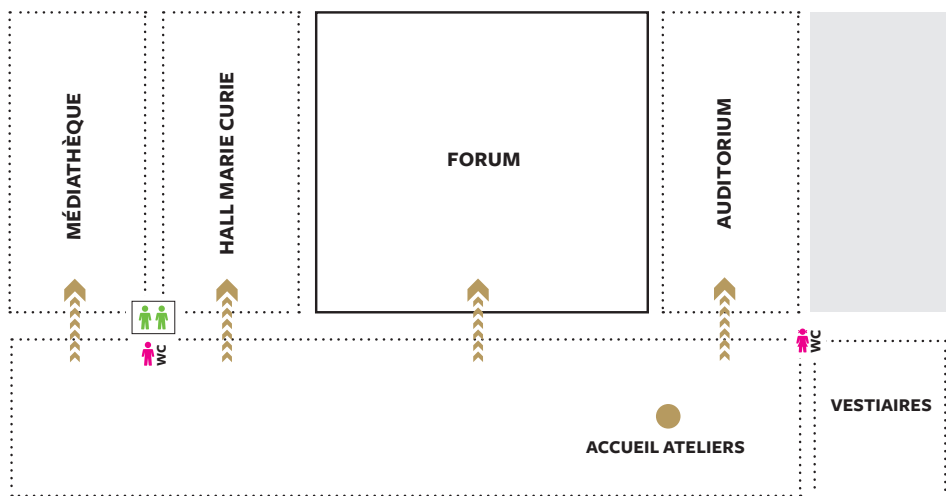 MÉDIATHÈQUE
HALL MARIE CURIE
FORUM
AUDITORIUM
WC
WC
VESTIAIRES
ACCUEIL ATELIERS